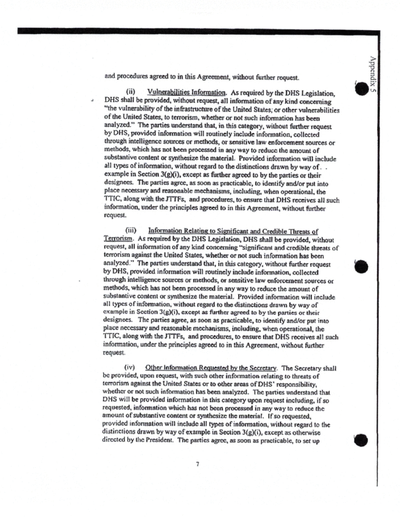 Appendix 5
and procedures agreed to in this Agreement, without further request.
(ii) Vulnerabilities Information. As required by the DHS Legislation,
DHS shall be provided, without request, all information of any kind concerning
"the vulnerability of the infrastructure of the United States, or other vulnerabilities
of the United States, to terrorism, whether or not such information has been
analyzed." The parties understand that, in this category, without further request
by DHS, provided information will routinely include information, collected
through intelligence sources or methods, or sensitive law enforcement sources or
methods, which has not been processed in any way to reduce the amount of
substantive content or synthesize the material. Provided information will include
all types of information, without regard to the distinctions drawn by way of
example in Section 3(g)(i), except as further agreed to by the parties or their
designees. The parties agree, as soon as practicable, to identify and/or put into
place necessary and reasonable mechanisms, including, when operational, the
TTIC, along with the JTTFs, and procedures, to ensure that DHS receives all such
information, under the principles agreed to in this Agreement, without further
request.
(iii) Information Relating to Significant and Credible Threats of
Terrorism. As required by the DHS Legislation, DHS shall be provided, without
request, all information of any kind concerning "significant and credible threats of
terrorism against the United States, whether or not such information has been
analyzed." The parties understand that, in this category, without further request
by DHS, provided information will routinely include information, collected
through intelligence sources or methods, or sensitive law enforcement sources or
methods, which has not been processed in any way to reduce the amount of
substantive content or synthesize the material. Provided information will include
all types of information, without regard to the distinctions drawn by way of
example in Section 3(g)(i), except as further agreed to by the parties or their
designees. The parties agree, as soon as practicable, to identify and/or put into
place necessary and reasonable mechanisms, including, when operational, the
TTIC, along with the JTTFs, and procedures, to ensure that DHS receives all such
information, under the principles agreed to in this Agreement, without further
request.
(iv) Other Information Requested by the Secretary. The Secretary shall
be provided, upon request, with such other information relating to threats of
terrorism against the United States or to other areas of DHS' responsibility,
whether or not such information has been analyzed. The parties understand that
DHS will be provided information in this category upon request including, if so
requested, information which has not been processed in any way to reduce the
amount of substantive content or synthesize the material. If so requested,
provided information will include all types of information, without regard to the
distinctions drawn by way of example in Section 3(g)(i), except as otherwise
directed by the President. The parties agree, as soon as practicable, to set up
7